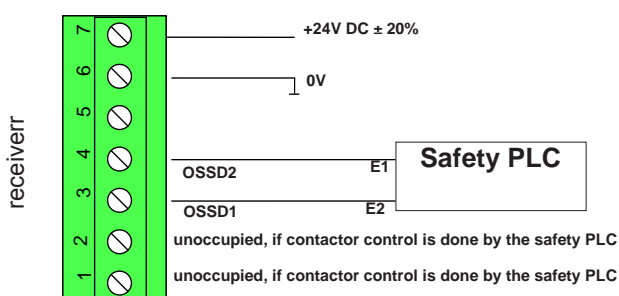 7 +24V DC ± 20%
6 0V
5
4 OSSD2 E1 Safety PLC
3 OSSD1 E2
2 unoccupied, if contactor control is done by the safety PLC
1 unoccupied, if contactor control is done by the safety PLC
receiverr